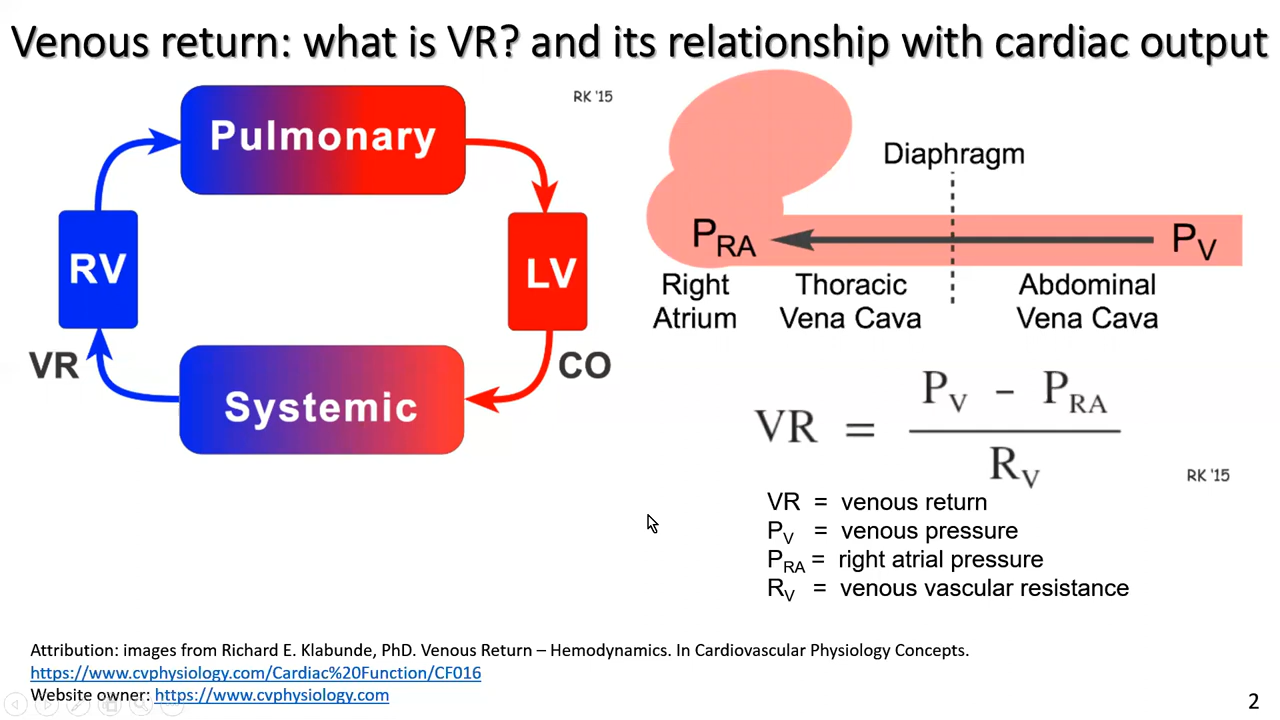 Venous return: what is VR? and its relationship with cardiac output
RK '15
Pulmonary
RV
LV
VR
CO
Systemic
Diaphragm
P_RA
P_V
Right
Atrium
Thoracic
Vena Cava
Abdominal
Vena Cava
VR = (P_V – P_RA) / R_V
RK '15
VR = venous return
P_V = venous pressure
P_RA = right atrial pressure
R_V = venous vascular resistance
Attribution: images from Richard E. Klabunde, PhD. Venous Return – Hemodynamics. In Cardiovascular Physiology Concepts.
https://www.cvphysiology.com/Cardiac%20Function/CF016
Website owner: https://www.cvphysiology.com
2